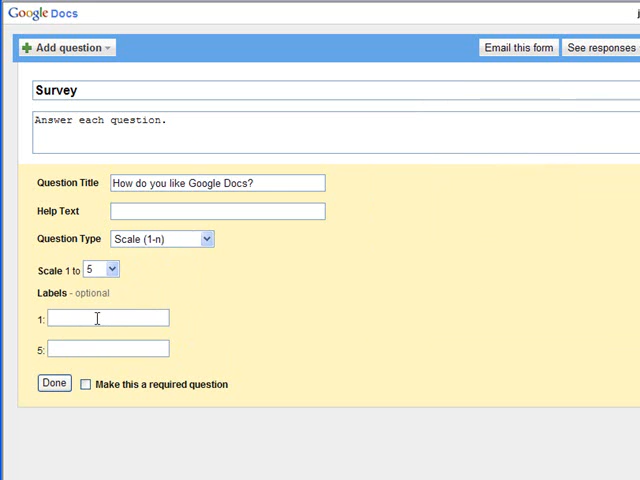 Google Docs
j
Add question
Email this form
See responses
Survey
Answer each question.
Question Title
How do you like Google Docs?
Help Text
Question Type
Scale (1-n)
Scale 1 to
5
Labels - optional
1:
5:
Done
Make this a required question